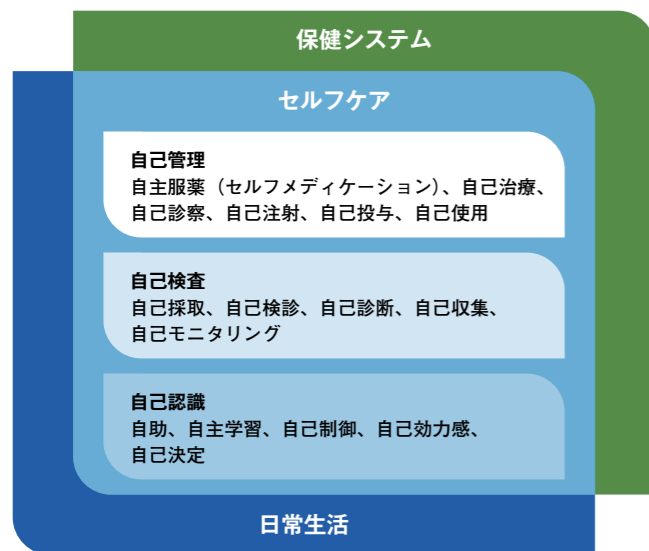 保健システム
セルフケア
自己管理
自主服薬（セルフメディケーション）、自己治療、
自己診察、自己注射、自己投与、自己使用
自己検査
自己採取、自己検診、自己診断、自己収集、
自己モニタリング
自己認識
自助、自主学習、自己制御、自己効力感、
自己決定
日常生活